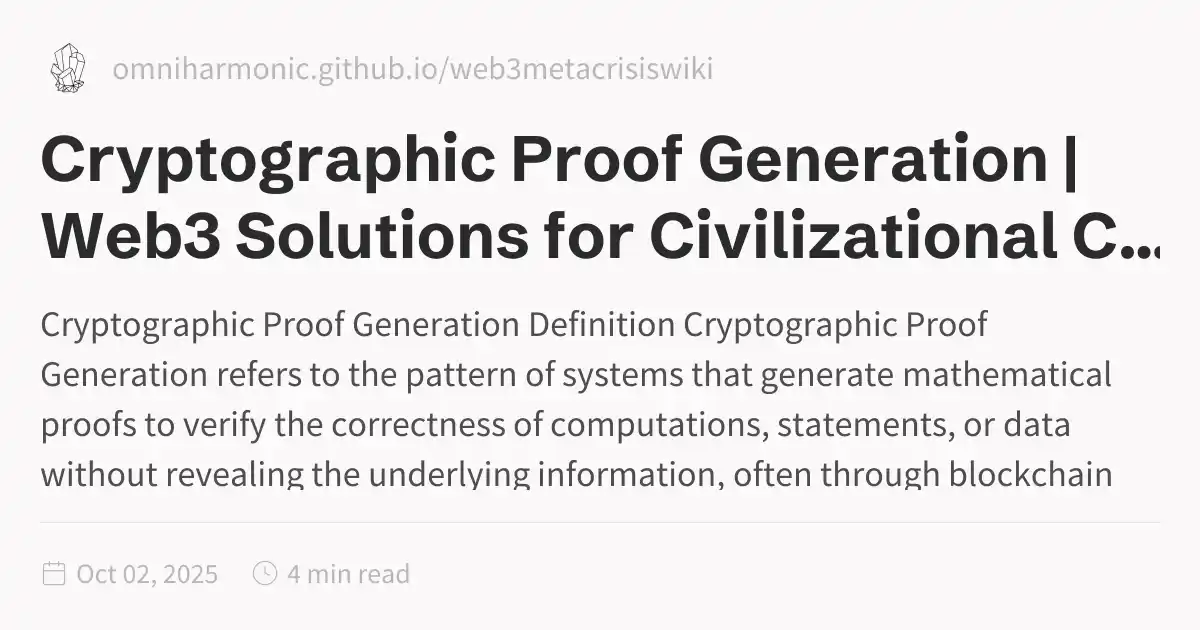 omniharmonic.github.io/web3metacrisiswiki
Cryptographic Proof Generation |
Web3 Solutions for Civilizational C...
Cryptographic Proof Generation Definition Cryptographic Proof
Generation refers to the pattern of systems that generate mathematical
proofs to verify the correctness of computations, statements, or data
without revealing the underlying information, often through blockchain
Oct 02, 2025
4 min read